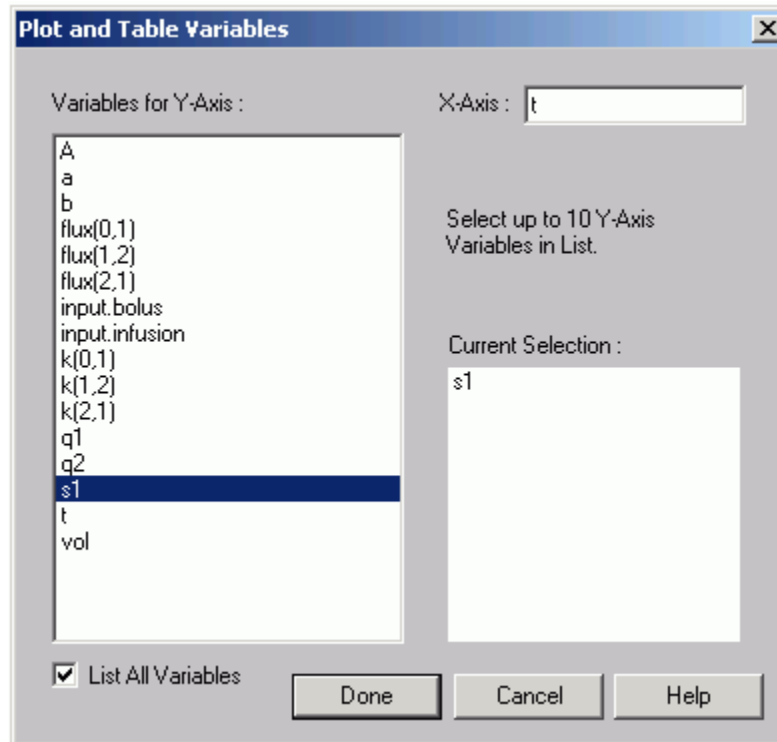 Plot and Table Variables
Variables for Y-Axis :
X-Axis : t
A
a
b
flux(0,1)
flux(1,2)
flux(2,1)
input.bolus
input.infusion
k(0,1)
k(1,2)
k(2,1)
q1
q2
s1
t
vol
Select up to 10 Y-Axis
Variables in List.
Current Selection :
s1
List All Variables
Done
Cancel
Help